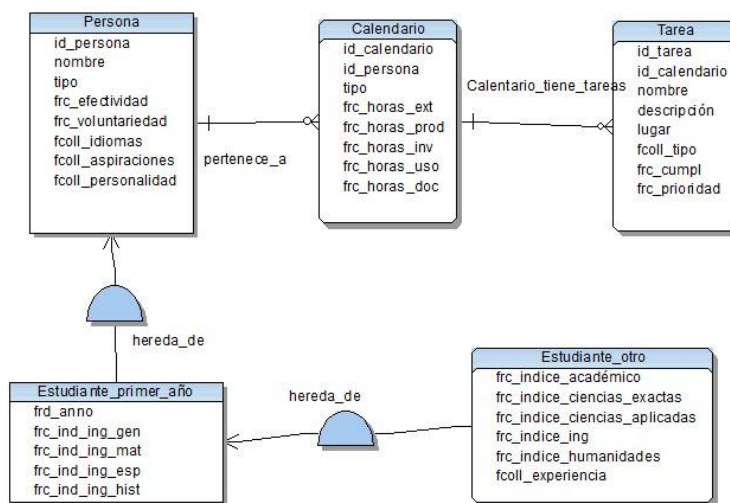 Persona
id_persona
nombre
tipo
frc_efectividad
frc_voluntariedad
fcoll_idiomas
fcoll_aspiraciones
fcoll_personalidad
pertenece_a
Calendario
id_calendario
id_persona
tipo
frc_horas_ext
frc_horas_prod
frc_horas_inv
frc_horas_uso
frc_horas_doc
Calentario_tiene_tareas
Tarea
id_tarea
id_calendario
nombre
descripción
lugar
fcoll_tipo
frc_cumpl
frc_prioridad
hereda_de
Estudiante_primer_año
frd_anno
frc_ind_ing_gen
frc_ind_ing_mat
frc_ind_ing_esp
frc_ind_ing_hist
hereda_de
Estudiante_otro
frc_indice_académico
frc_indice_ciencias_exactas
frc_indice_ciencias_aplicadas
frc_indice_ing
frc_indice_humanidades
fcoll_experiencia